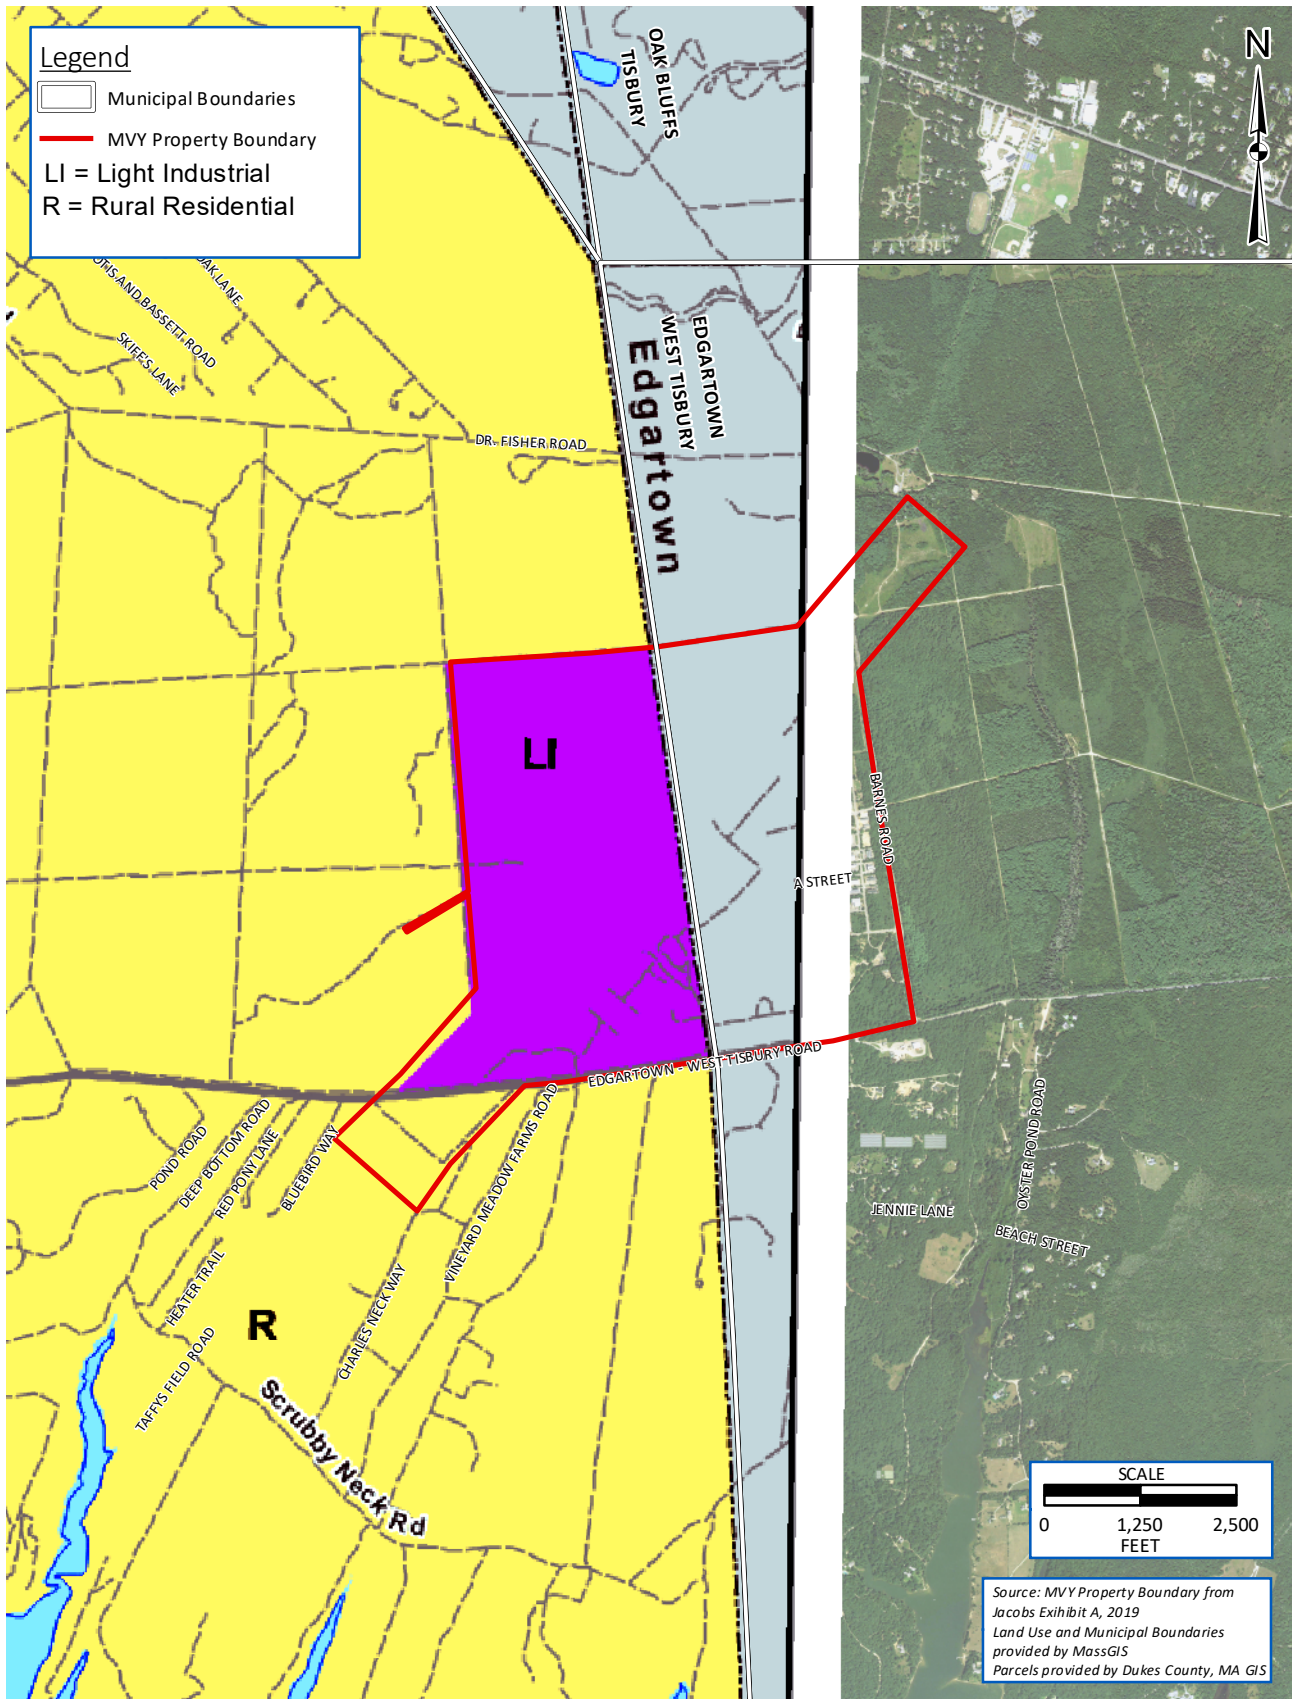 Legend
Municipal Boundaries
MVY Property Boundary
LI = Light Industrial
R = Rural Residential
N
OAK BLUFFS
TISBURY
OAK LANE
OTIS AND BASSETT ROAD
SKIFF'S LANE
EDGARTOWN
WEST TISBURY
Edgartown
DR. FISHER ROAD
LI
BARNES ROAD
A STREET
EDGARTOWN - WEST TISBURY ROAD
POND ROAD
DEEP BOTTOM ROAD
RED PONY LANE
BLUEBIRD WAY
VINEYARD MEADOW FARMS ROAD
OYSTER POND ROAD
JENNIE LANE
BEACH STREET
HEATER TRAIL
R
CHARLES NECK WAY
TAFFYS FIELD ROAD
Scrubby Neck Rd
SCALE
0 1,250 2,500
FEET
Source: MVY Property Boundary from
Jacobs Exhibit A, 2019
Land Use and Municipal Boundaries
provided by MassGIS
Parcels provided by Dukes County, MA GIS